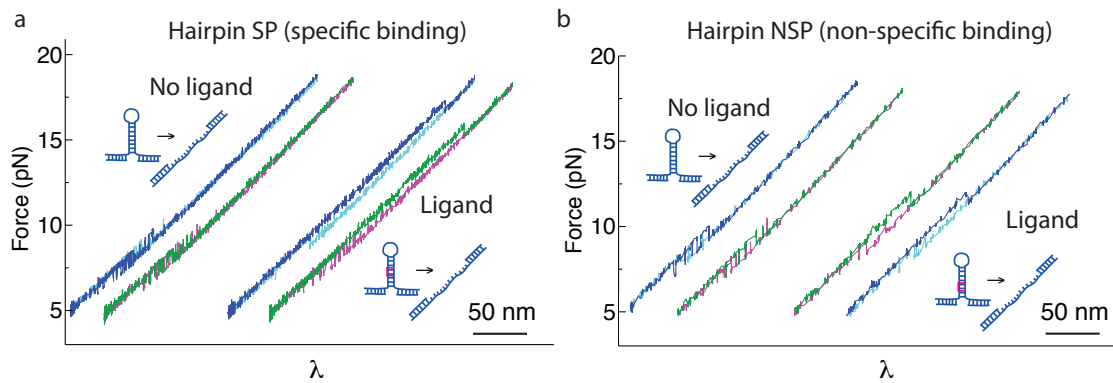 a
Hairpin SP (specific binding)
20
15
10
5
Force (pN)
No ligand
Ligand
50 nm
λ
b
Hairpin NSP (non-specific binding)
20
15
10
5
Force (pN)
No ligand
Ligand
50 nm
λ